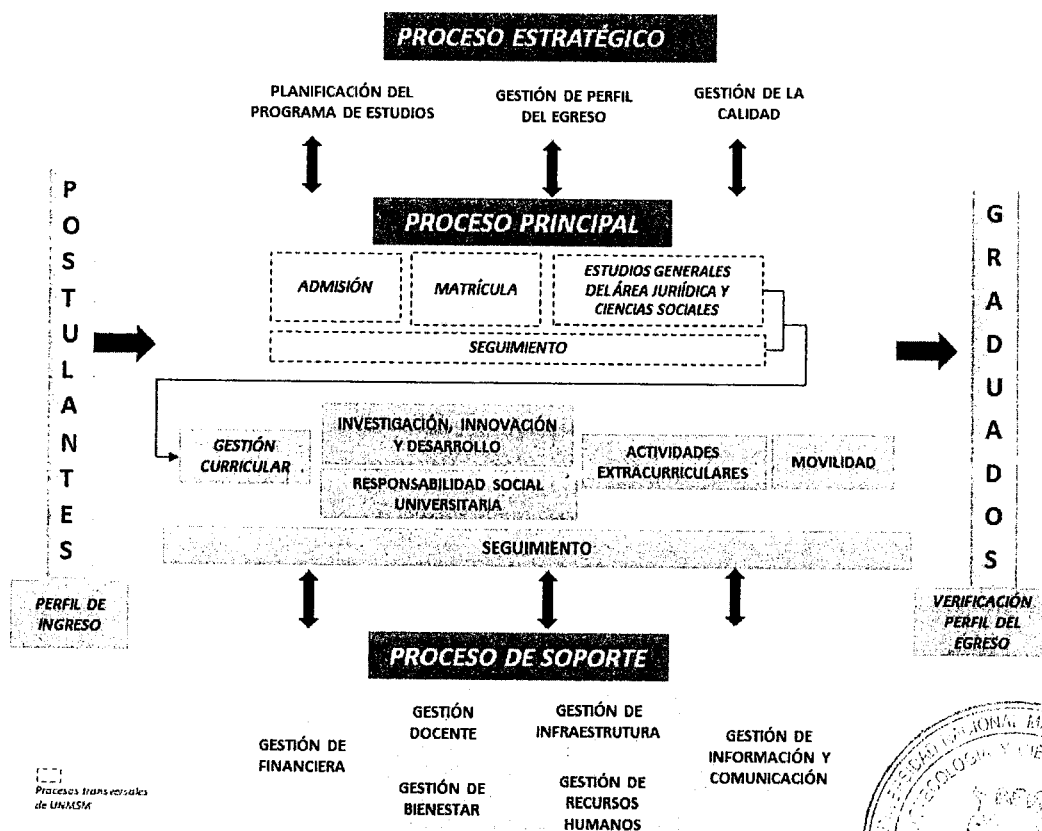 PROCESO ESTRATÉGICO
PLANIFICACIÓN DEL
PROGRAMA DE ESTUDIOS
GESTIÓN DE PERFIL
DEL EGRESO
GESTIÓN DE LA
CALIDAD
POSTULANTES
PERFIL DE
INGRESO
PROCESO PRINCIPAL
ADMISIÓN
MATRÍCULA
ESTUDIOS GENERALES
DEL ÁREA JURIÍDICA Y
CIENCIAS SOCIALES
SEGUIMIENTO
GESTIÓN
CURRICULAR
INVESTIGACIÓN, INNOVACIÓN
Y DESARROLLO
RESPONSABILIDAD SOCIAL
UNIVERSITARIA
ACTIVIDADES
EXTRACURRICULARES
MOVILIDAD
SEGUIMIENTO
GRADUADOS
VERIFICACIÓN
PERFIL DEL
EGRESO
PROCESO DE SOPORTE
GESTIÓN DE
FINANCIERA
GESTIÓN
DOCENTE
GESTIÓN DE
BIENESTAR
GESTIÓN DE
INFRAESTRUTURA
GESTIÓN DE
RECURSOS
HUMANOS
GESTIÓN DE
INFORMACIÓN Y
COMUNICACIÓN
Procesos transversales
de UNMSM
NACIONAL